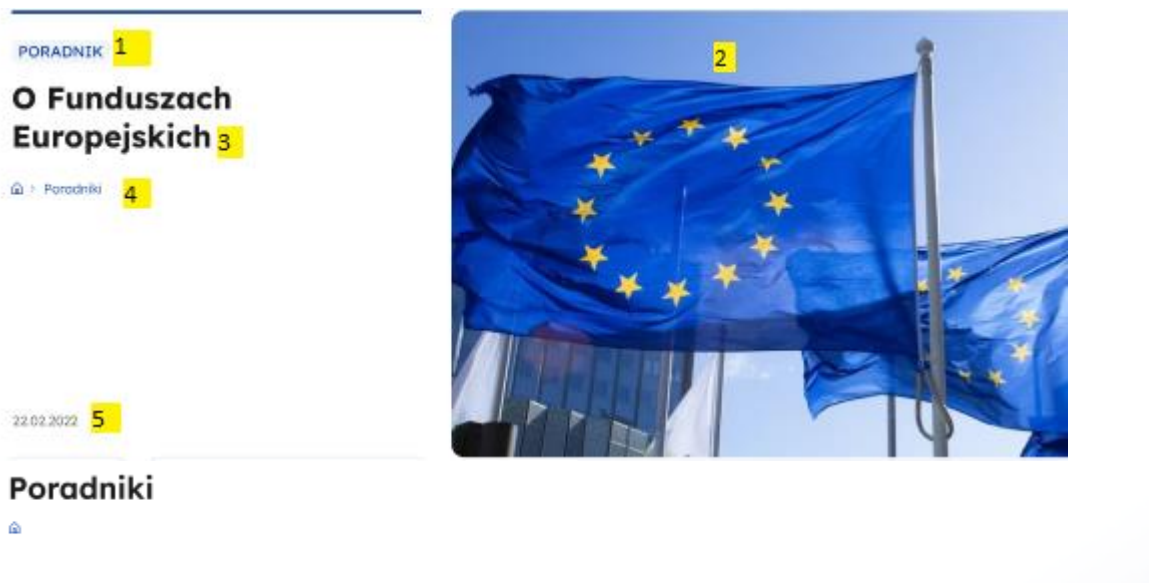 PORADNIK 1
O Funduszach
Europejskich 3
> Poradniki 4
22.02.2022 5
2
Poradniki